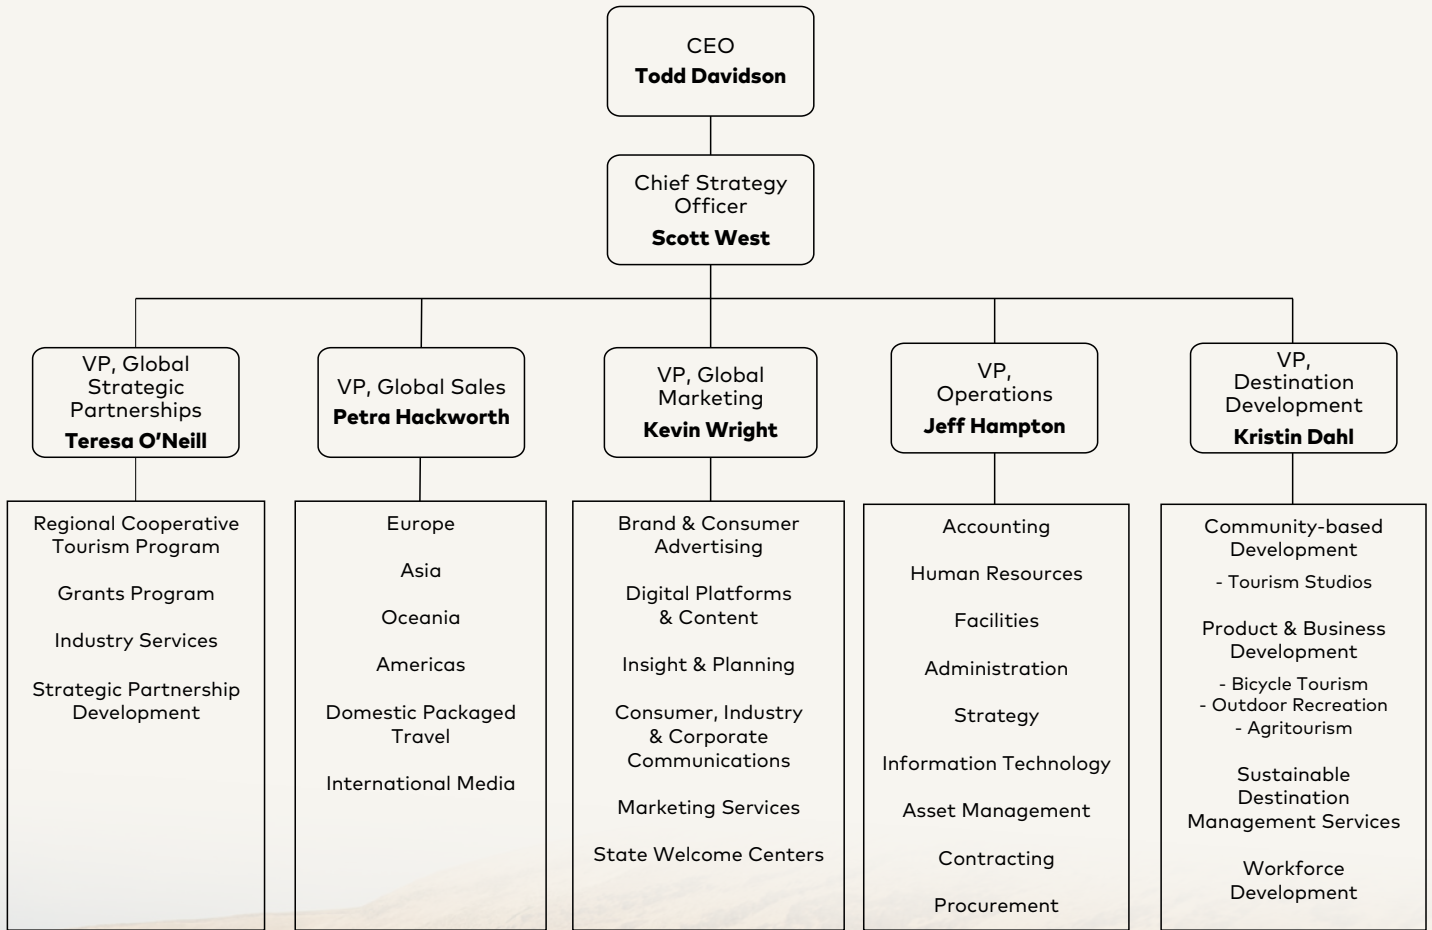 CEO
Todd Davidson
Chief Strategy
Officer
Scott West
VP, Global
Strategic
Partnerships
Teresa O’Neill
VP, Global Sales
Petra Hackworth
VP, Global
Marketing
Kevin Wright
VP,
Operations
Jeff Hampton
VP,
Destination
Development
Kristin Dahl
Regional Cooperative
Tourism Program
Grants Program
Industry Services
Strategic Partnership
Development
Europe
Asia
Oceania
Americas
Domestic Packaged
Travel
International Media
Brand & Consumer
Advertising
Digital Platforms
& Content
Insight & Planning
Consumer, Industry
& Corporate
Communications
Marketing Services
State Welcome Centers
Accounting
Human Resources
Facilities
Administration
Strategy
Information Technology
Asset Management
Contracting
Procurement
Community-based
Development
- Tourism Studios
Product & Business
Development
- Bicycle Tourism
- Outdoor Recreation
- Agritourism
Sustainable
Destination
Management Services
Workforce
Development